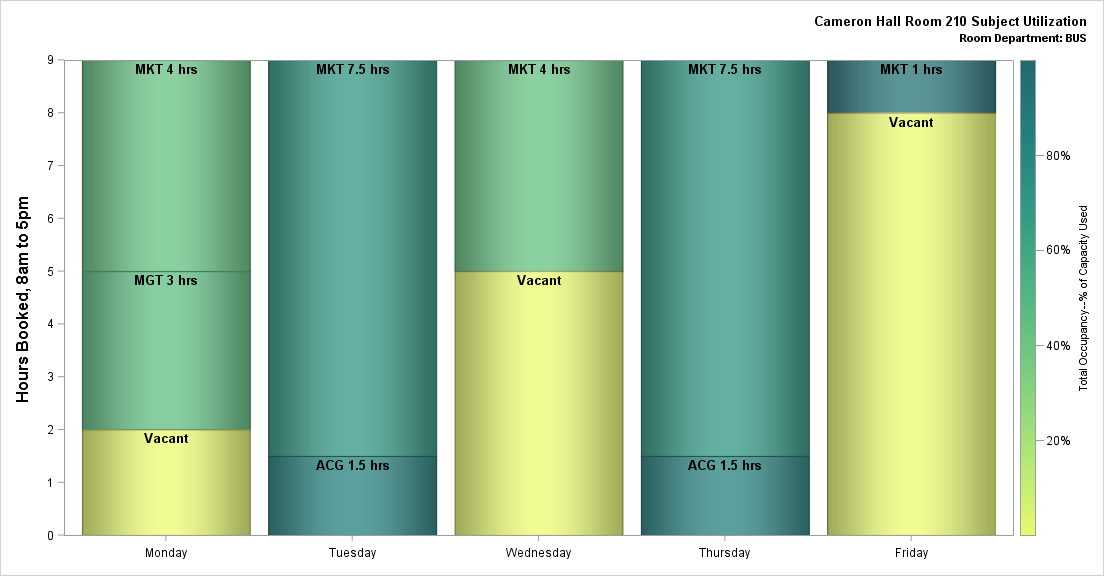 Cameron Hall Room 210 Subject Utilization
Room Department: BUS
Hours Booked, 8am to 5pm
9
8
7
6
5
4
3
2
1
0
MKT 4 hrs
MGT 3 hrs
Vacant
MKT 7.5 hrs
ACG 1.5 hrs
MKT 4 hrs
Vacant
MKT 7.5 hrs
ACG 1.5 hrs
MKT 1 hrs
Vacant
Monday
Tuesday
Wednesday
Thursday
Friday
80%
60%
40%
20%
Total Occupancy--% of Capacity Used